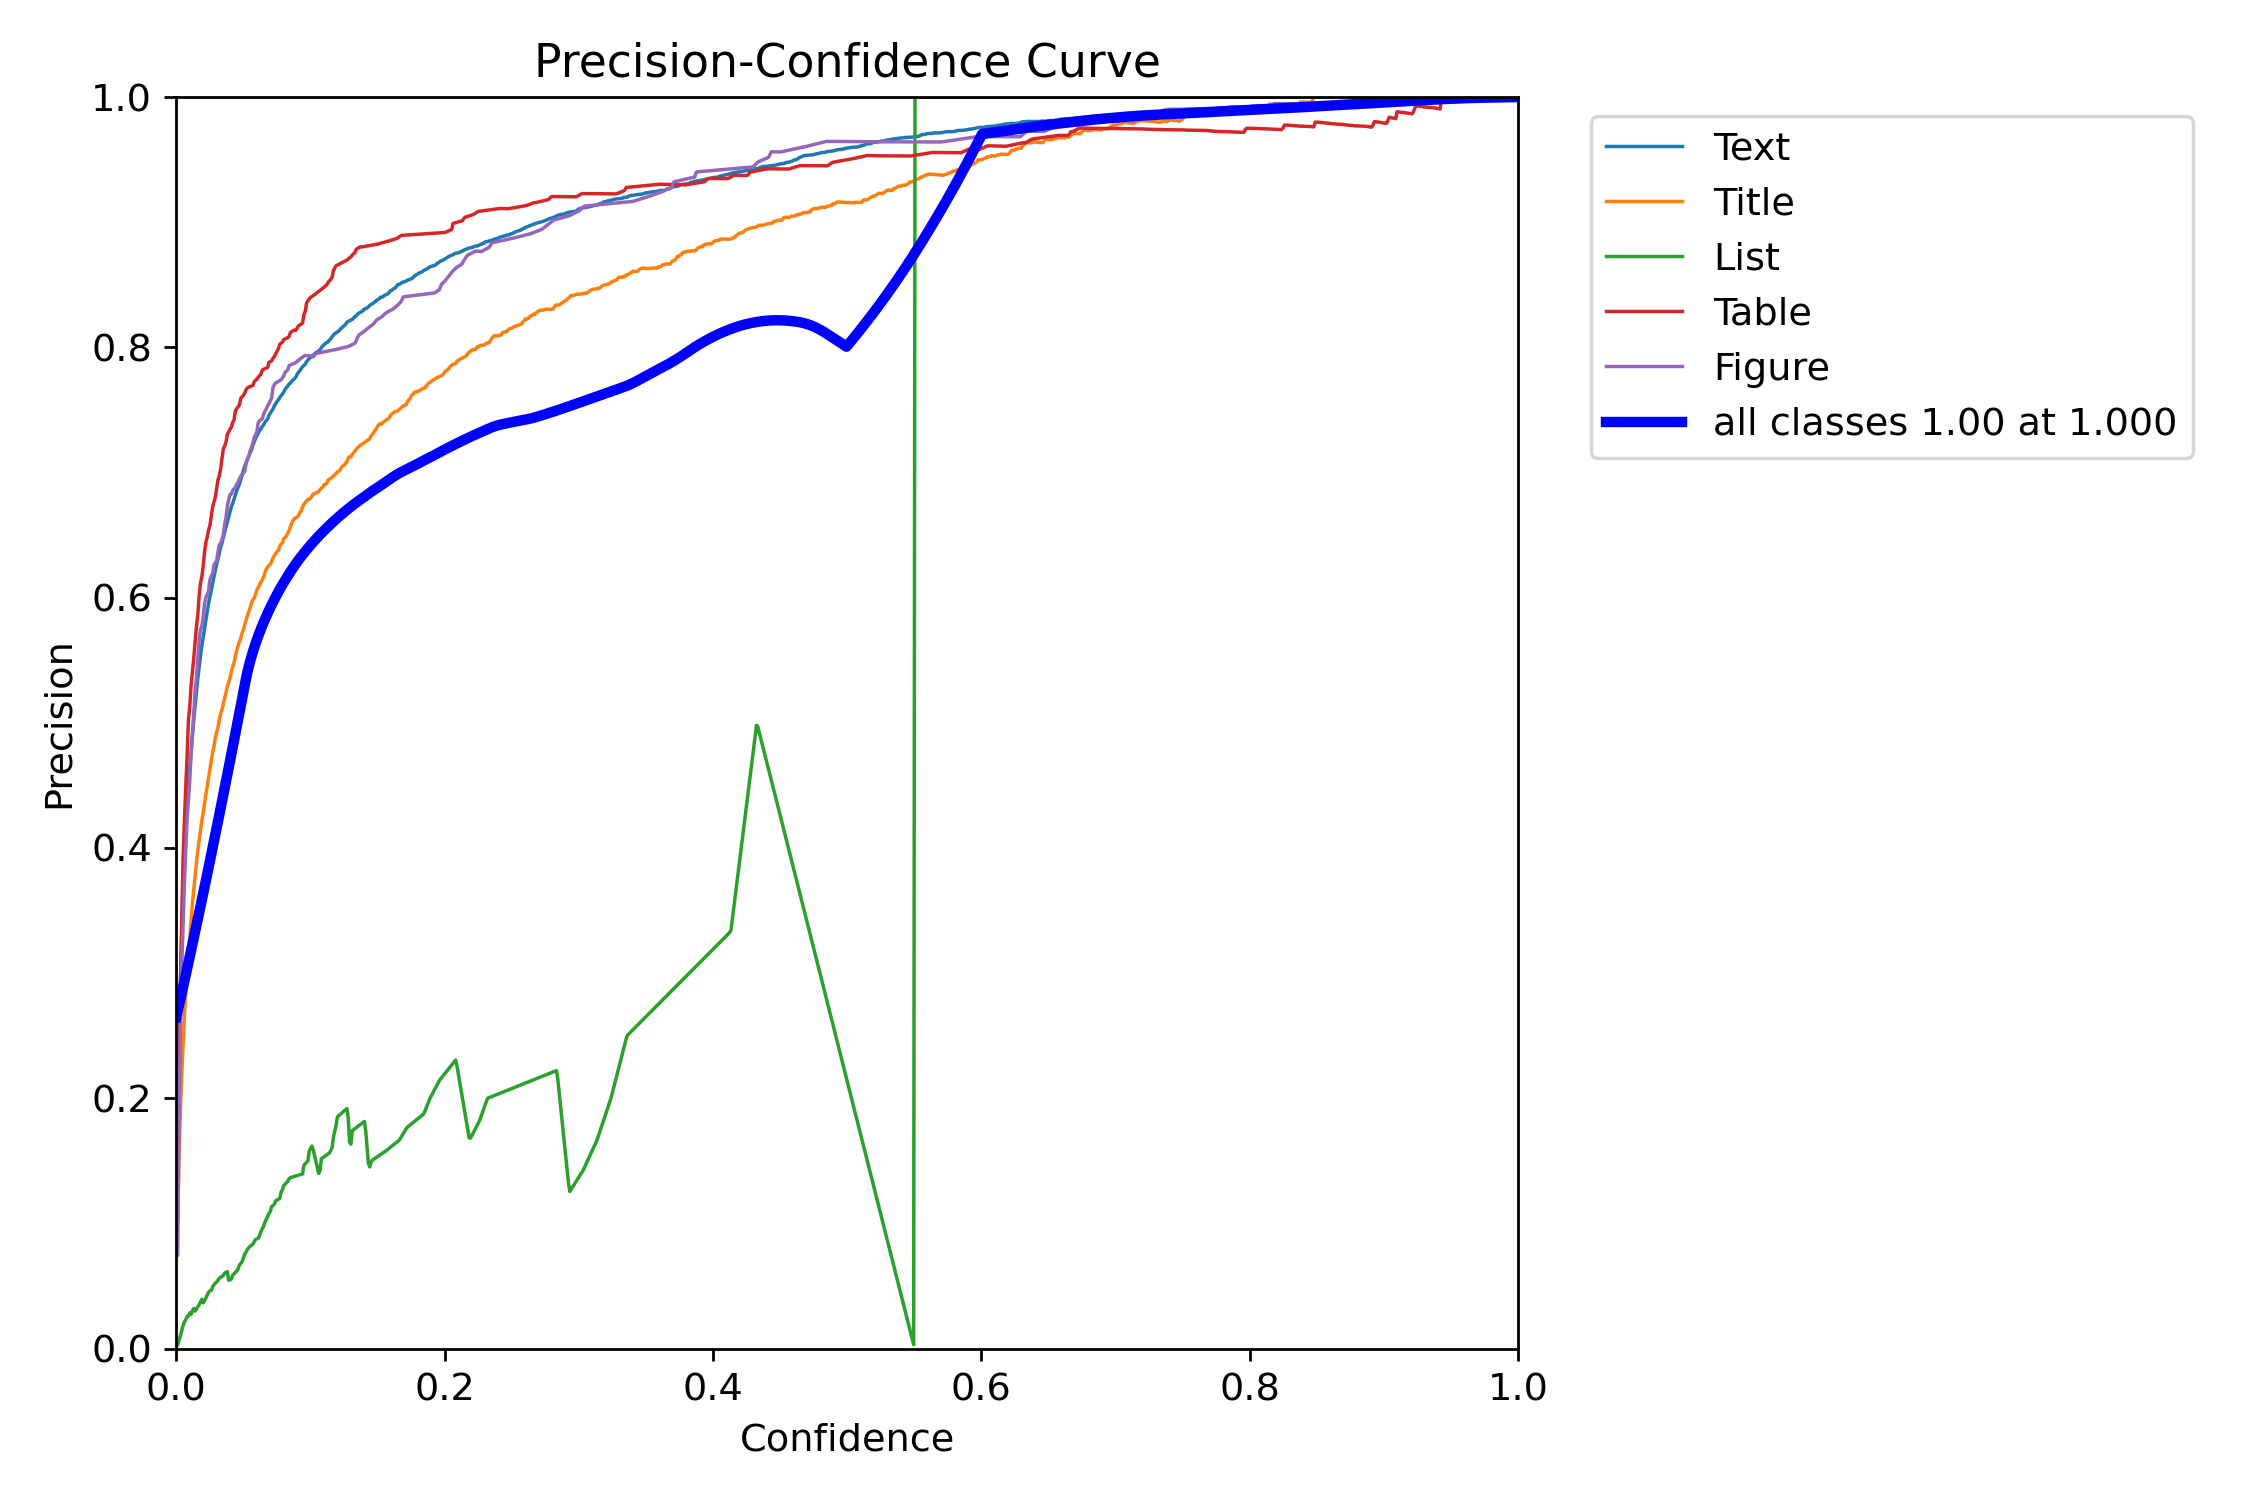 Precision-Confidence Curve
1.0
0.8
0.6
0.4
0.2
0.0
Precision
0.0 0.2 0.4 0.6 0.8 1.0
Confidence
Text
Title
List
Table
Figure
all classes 1.00 at 1.000